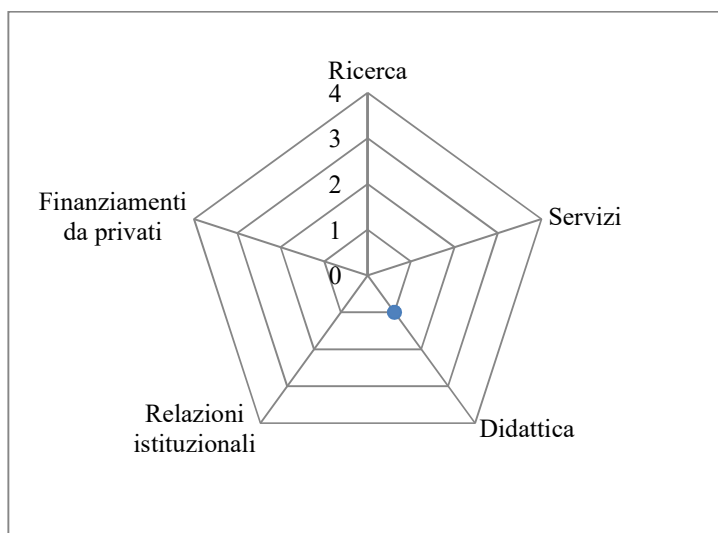 Ricerca
4
3
2
1
0
Servizi
Didattica
Relazioni
istituzionali
Finanziamenti
da privati